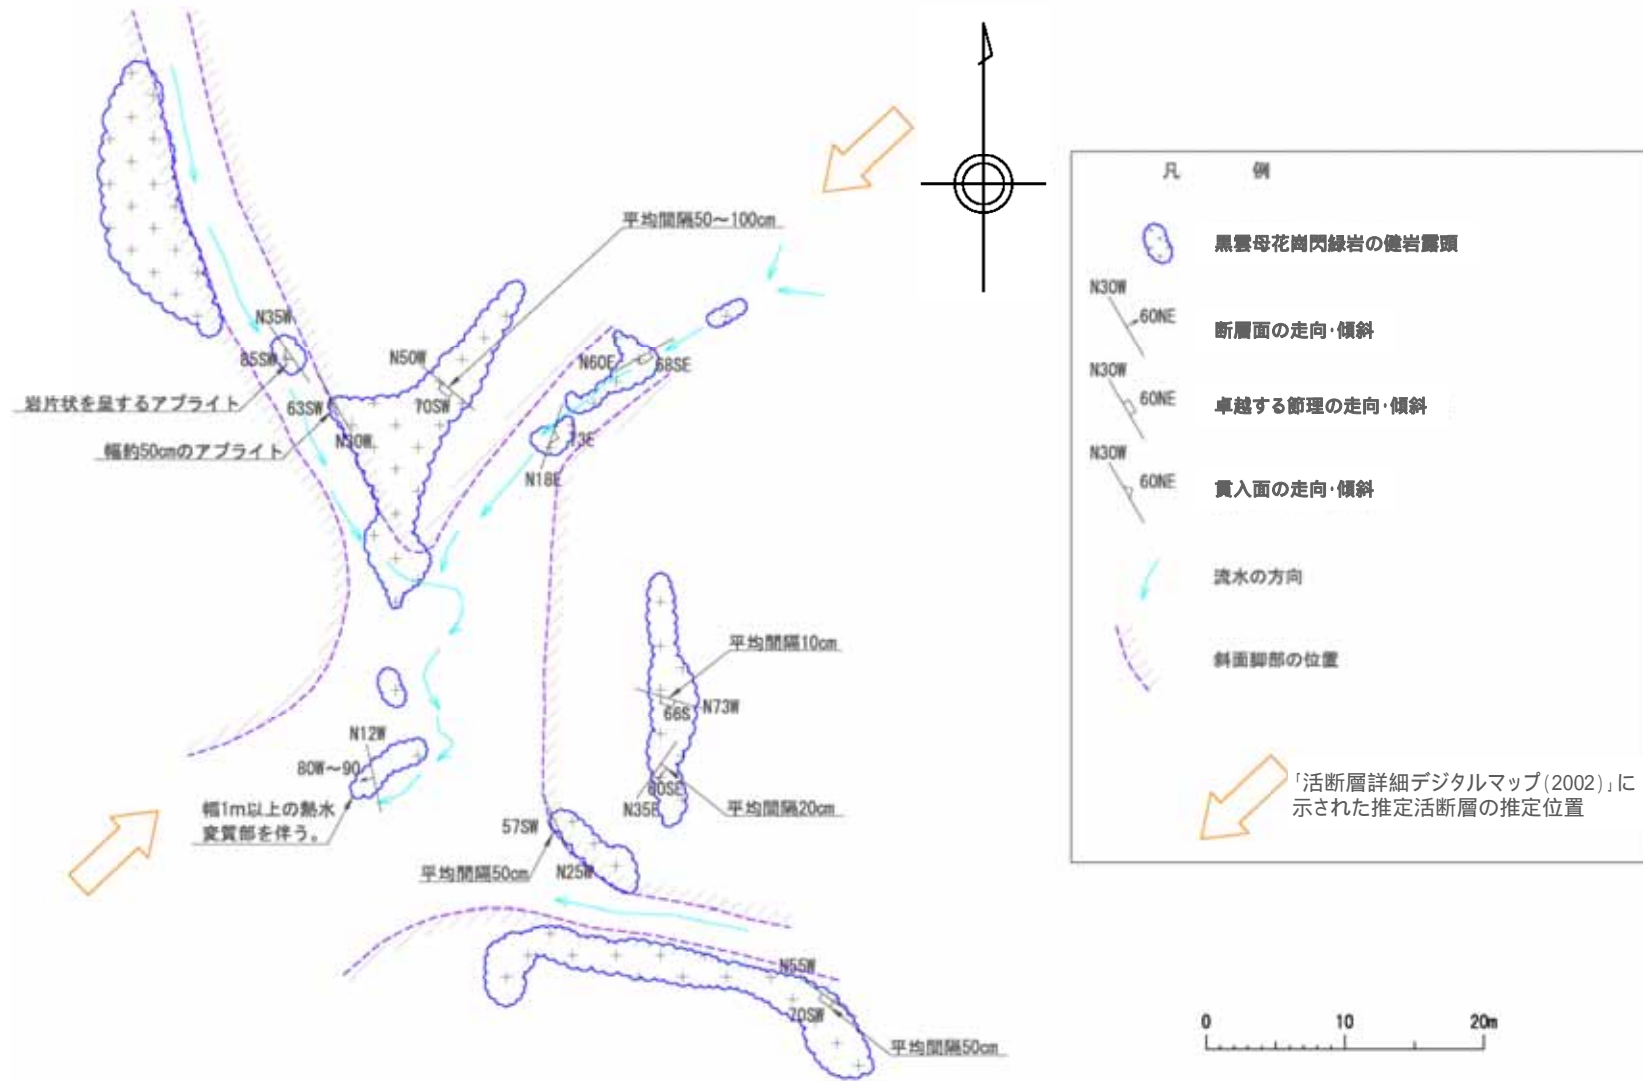 平均間隔50~100cm
N35W
85SW
N50W
N60E
68SE
岩片状を呈するアプライト
63SW
70SW
N30W
73E
幅約50cmのアプライト
N18E
平均間隔10cm
66S
N73W
N12W
80W~90
60SE
N35E
平均間隔20cm
幅1m以上の熱水
変質部を伴う。
57SW
平均間隔50cm
N25W
N55W
70SW
平均間隔50cm
凡 例
黒雲母花崗閃緑岩の健岩露頭
N30W
60NE
断層面の走向・傾斜
N30W
60NE
卓越する節理の走向・傾斜
N30W
60NE
貫入面の走向・傾斜
流水の方向
斜面脚部の位置
「活断層詳細デジタルマップ(2002)」に
示された推定活断層の推定位置
0 10 20m